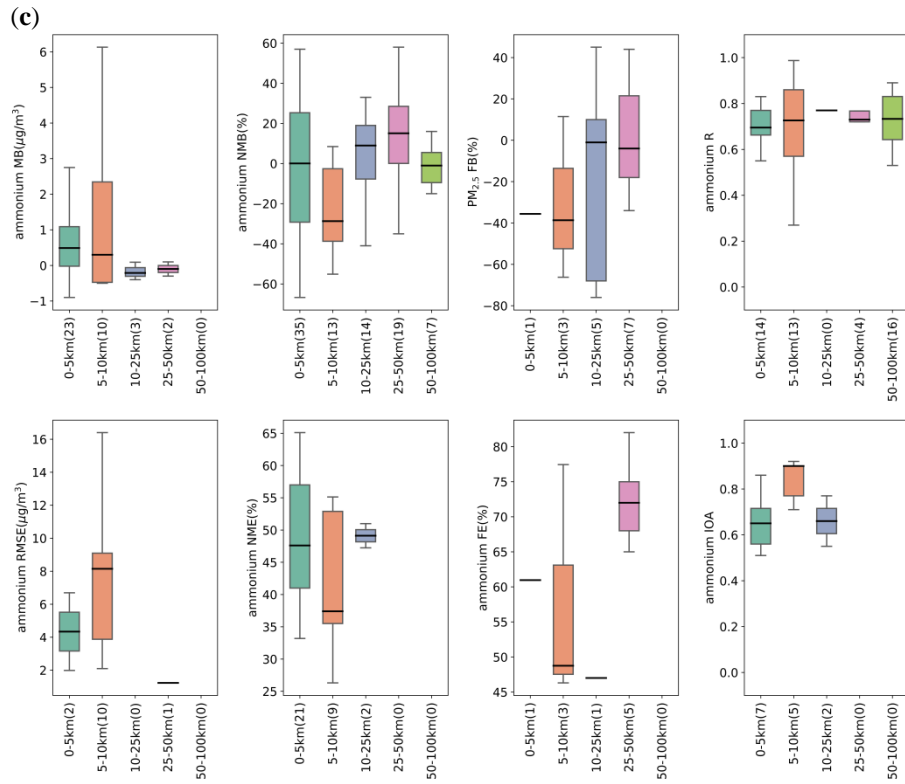 (c)
ammonium MB(μg/m³)
6
5
4
3
2
1
0
−1
0-5km(23)
5-10km(10)
10-25km(3)
25-50km(2)
50-100km(0)
ammonium NMB(%)
60
40
20
0
−20
−40
−60
0-5km(35)
5-10km(13)
10-25km(14)
25-50km(19)
50-100km(7)
PM₂.₅ FB(%)
40
20
0
−20
−40
−60
−80
0-5km(1)
5-10km(3)
10-25km(5)
25-50km(7)
50-100km(0)
ammonium R
1.0
0.8
0.6
0.4
0.2
0.0
0-5km(14)
5-10km(13)
10-25km(0)
25-50km(4)
50-100km(16)
ammonium RMSE(μg/m³)
16
14
12
10
8
6
4
2
0-5km(2)
5-10km(10)
10-25km(0)
25-50km(1)
50-100km(0)
ammonium NME(%)
65
60
55
50
45
40
35
30
25
0-5km(21)
5-10km(9)
10-25km(2)
25-50km(0)
50-100km(0)
ammonium FE(%)
85
80
75
70
65
60
55
50
45
0-5km(1)
5-10km(3)
10-25km(1)
25-50km(5)
50-100km(0)
ammonium IOA
1.0
0.8
0.6
0.4
0.2
0.0
0-5km(7)
5-10km(5)
10-25km(2)
25-50km(0)
50-100km(0)